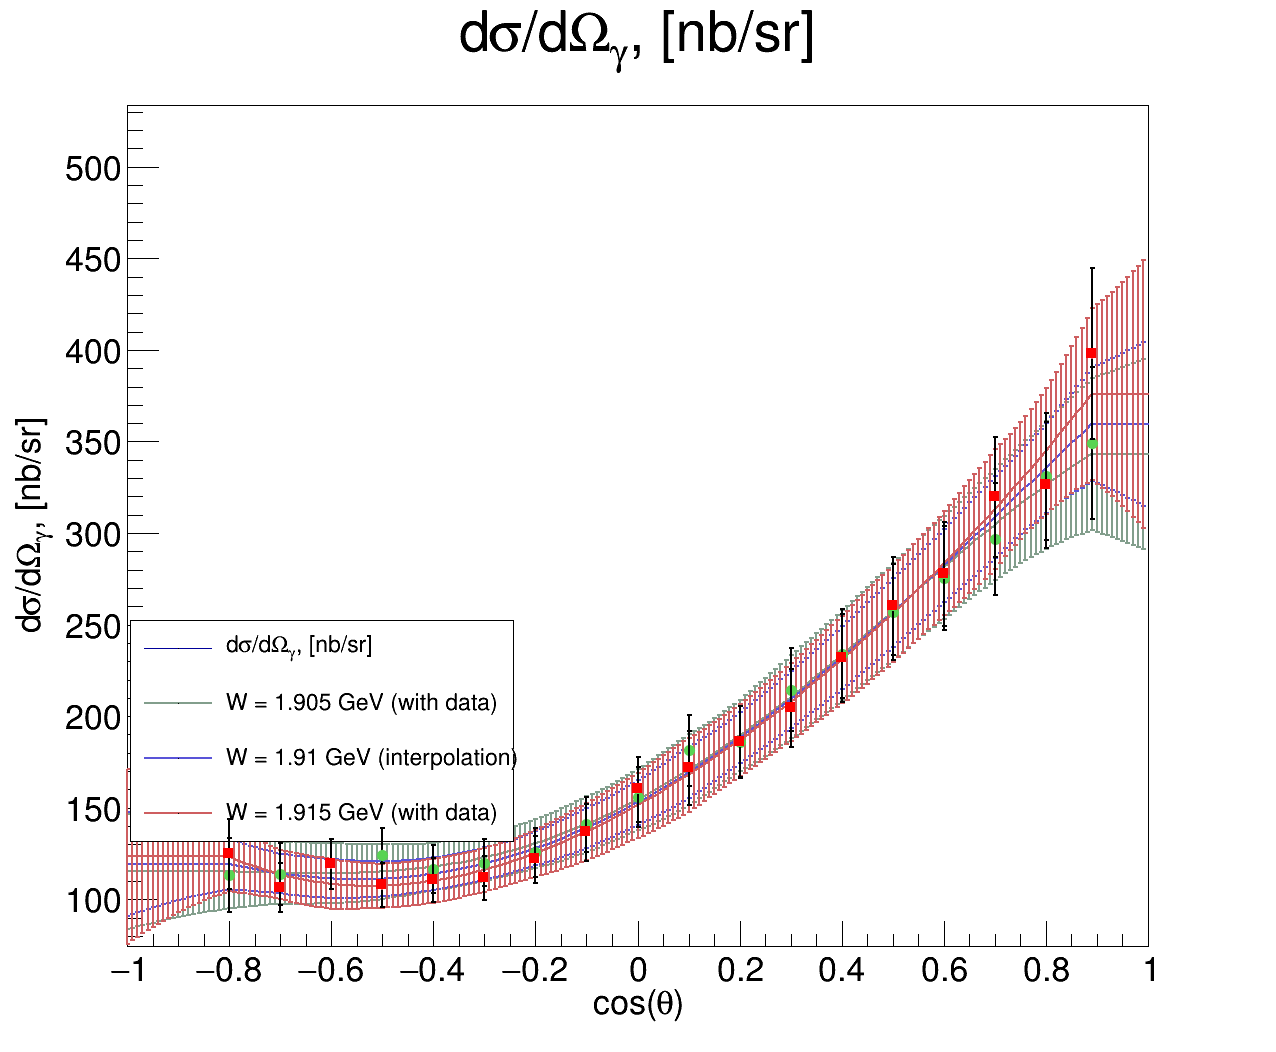 dσ/dΩγ, [nb/sr]
500
450
400
350
300
250
200
150
100
dσ/dΩγ, [nb/sr]
dσ/dΩγ, [nb/sr]
W = 1.905 GeV (with data)
W = 1.91 GeV (interpolation)
W = 1.915 GeV (with data)
−1 −0.8 −0.6 −0.4 −0.2 0 0.2 0.4 0.6 0.8 1
cos(θ)